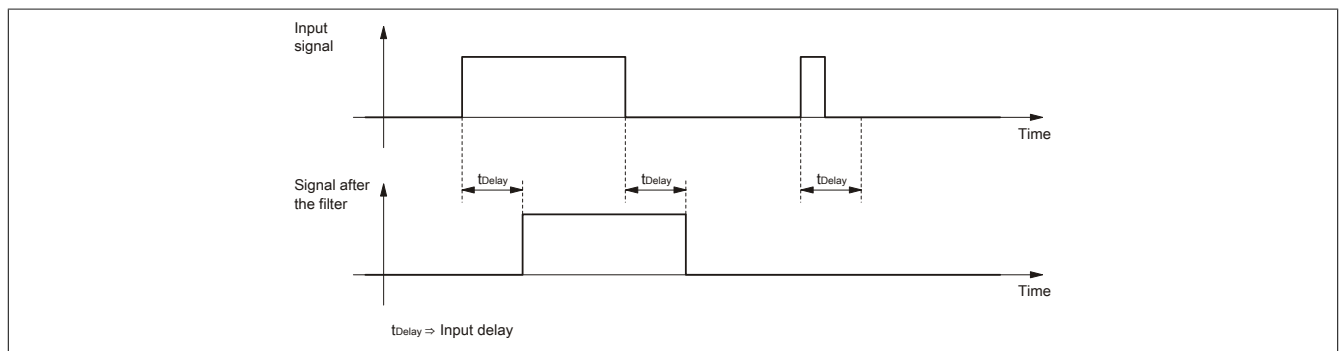 Input
signal
Time
tDelay
tDelay
tDelay
Signal after
the filter
Time
tDelay ⇒ Input delay